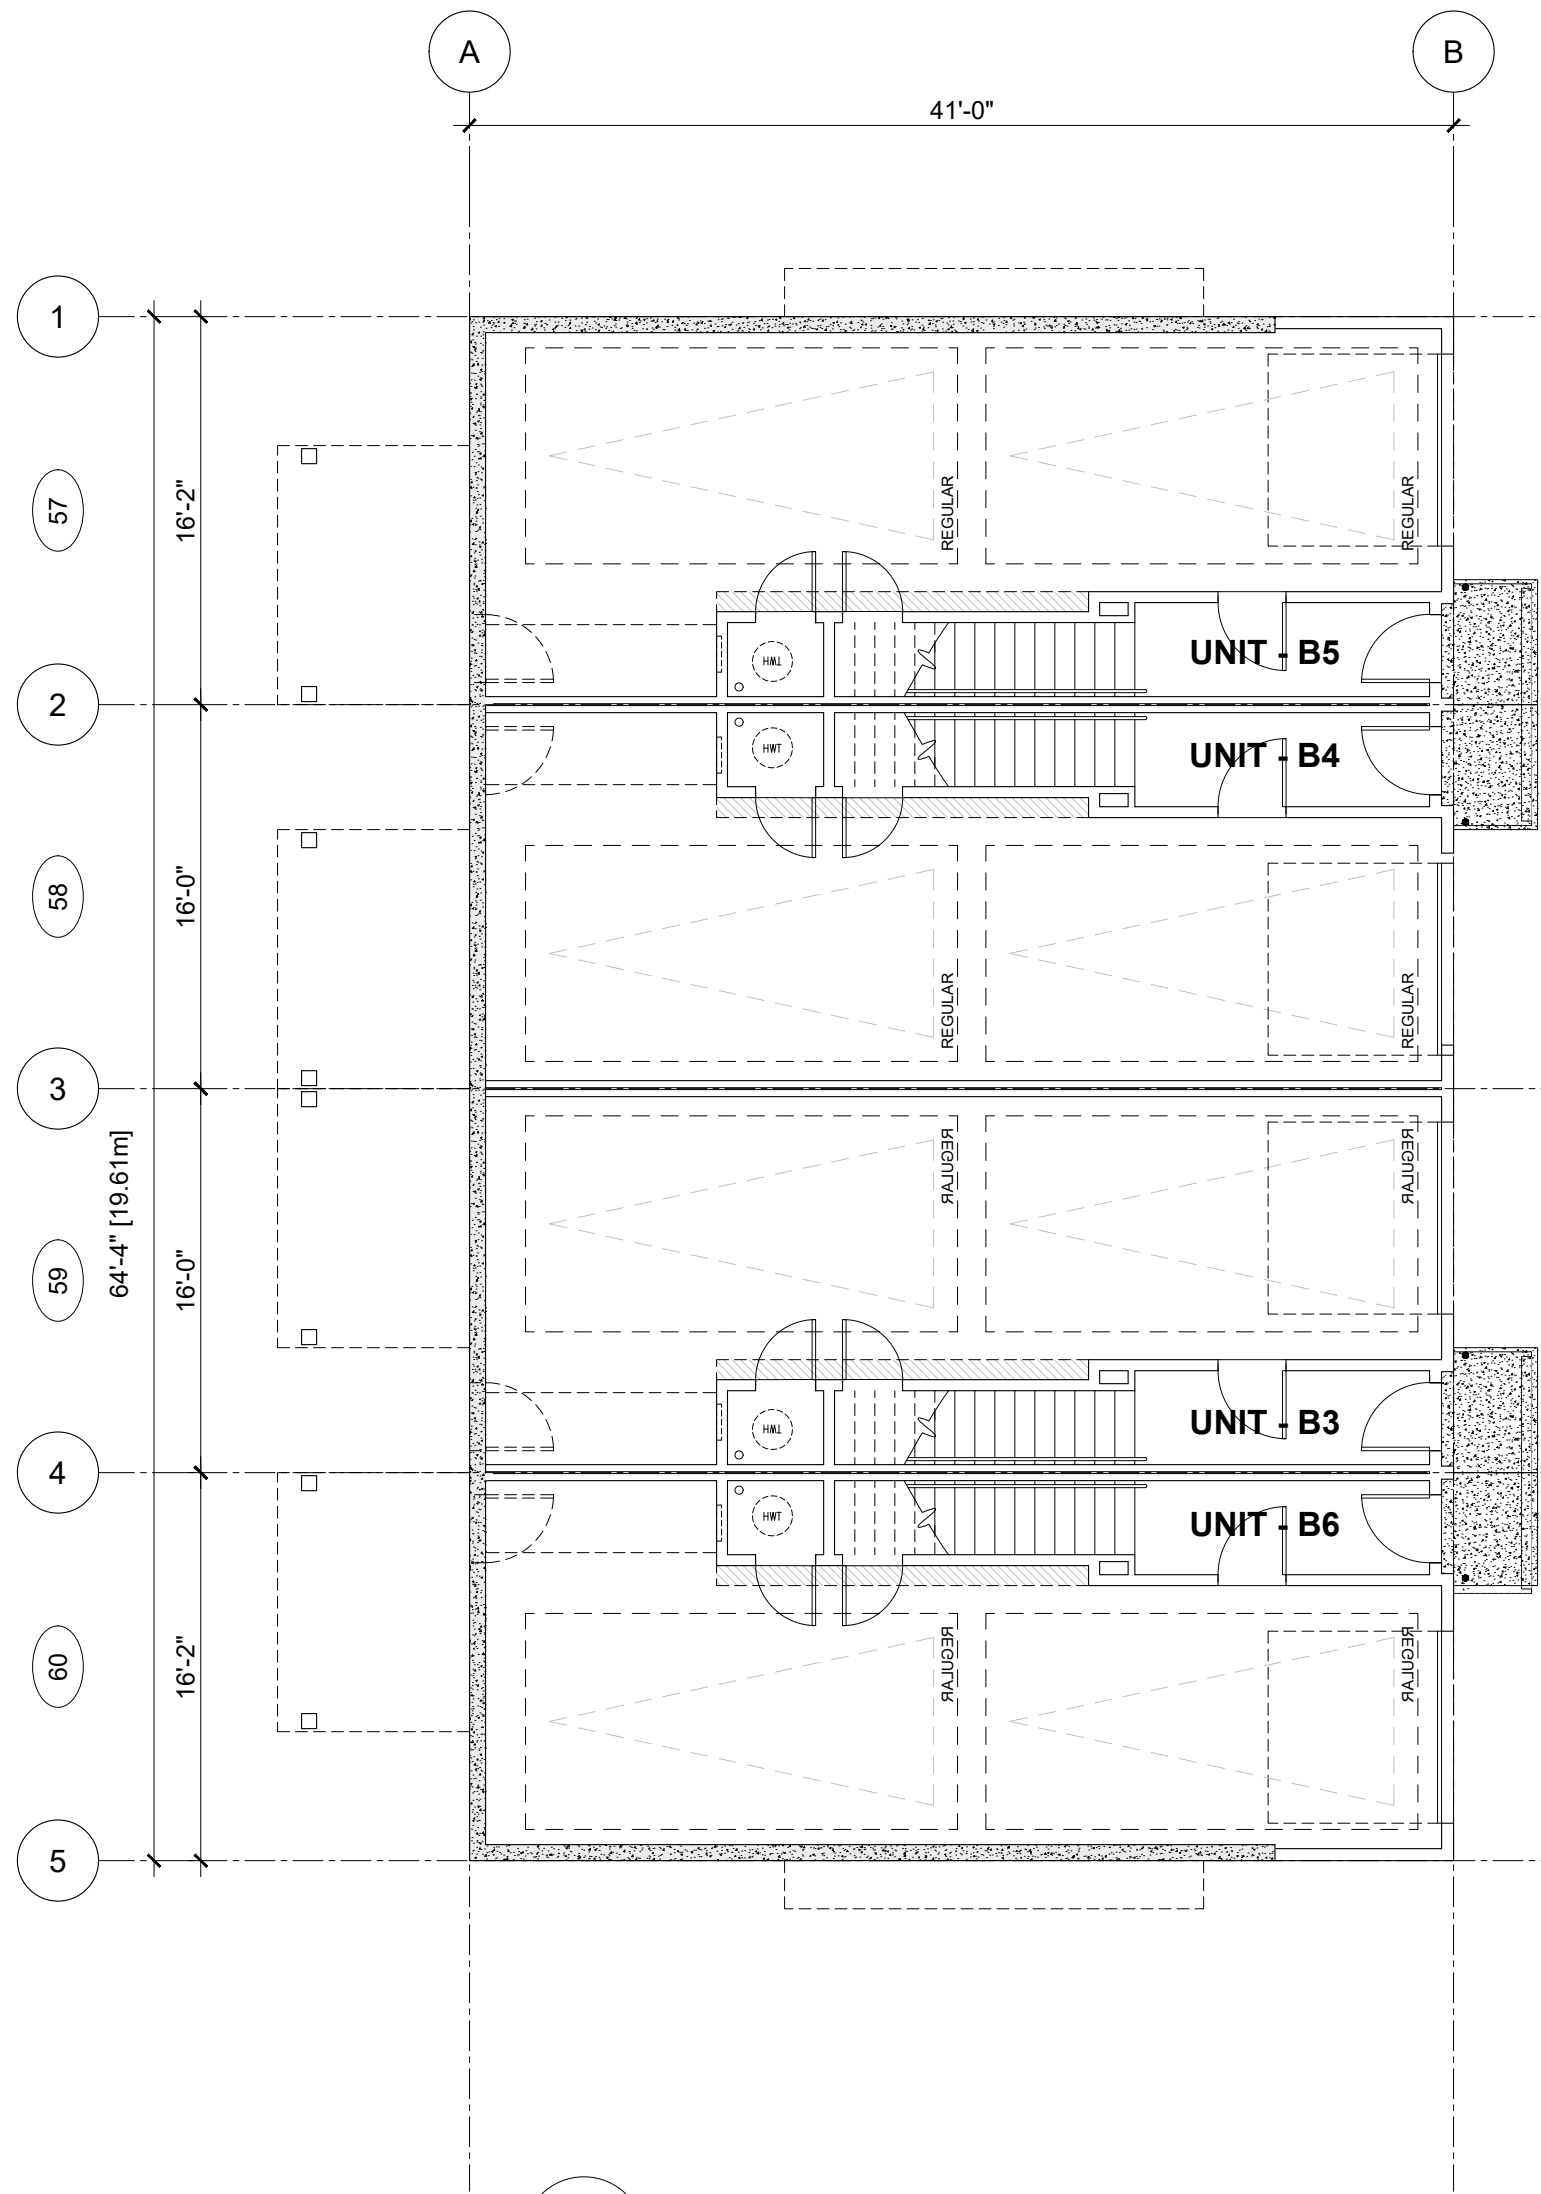 A
B
41'-0"
1
57
16'-2"
REGULAR
REGULAR
HWT
UNIT - B5
2
HWT
UNIT - B4
58
16'-0"
REGULAR
REGULAR
3
64'-4" [19.61m]
59
16'-0"
REGULAR
REGULAR
HWT
UNIT - B3
4
HWT
UNIT - B6
60
16'-2"
REGULAR
REGULAR
5